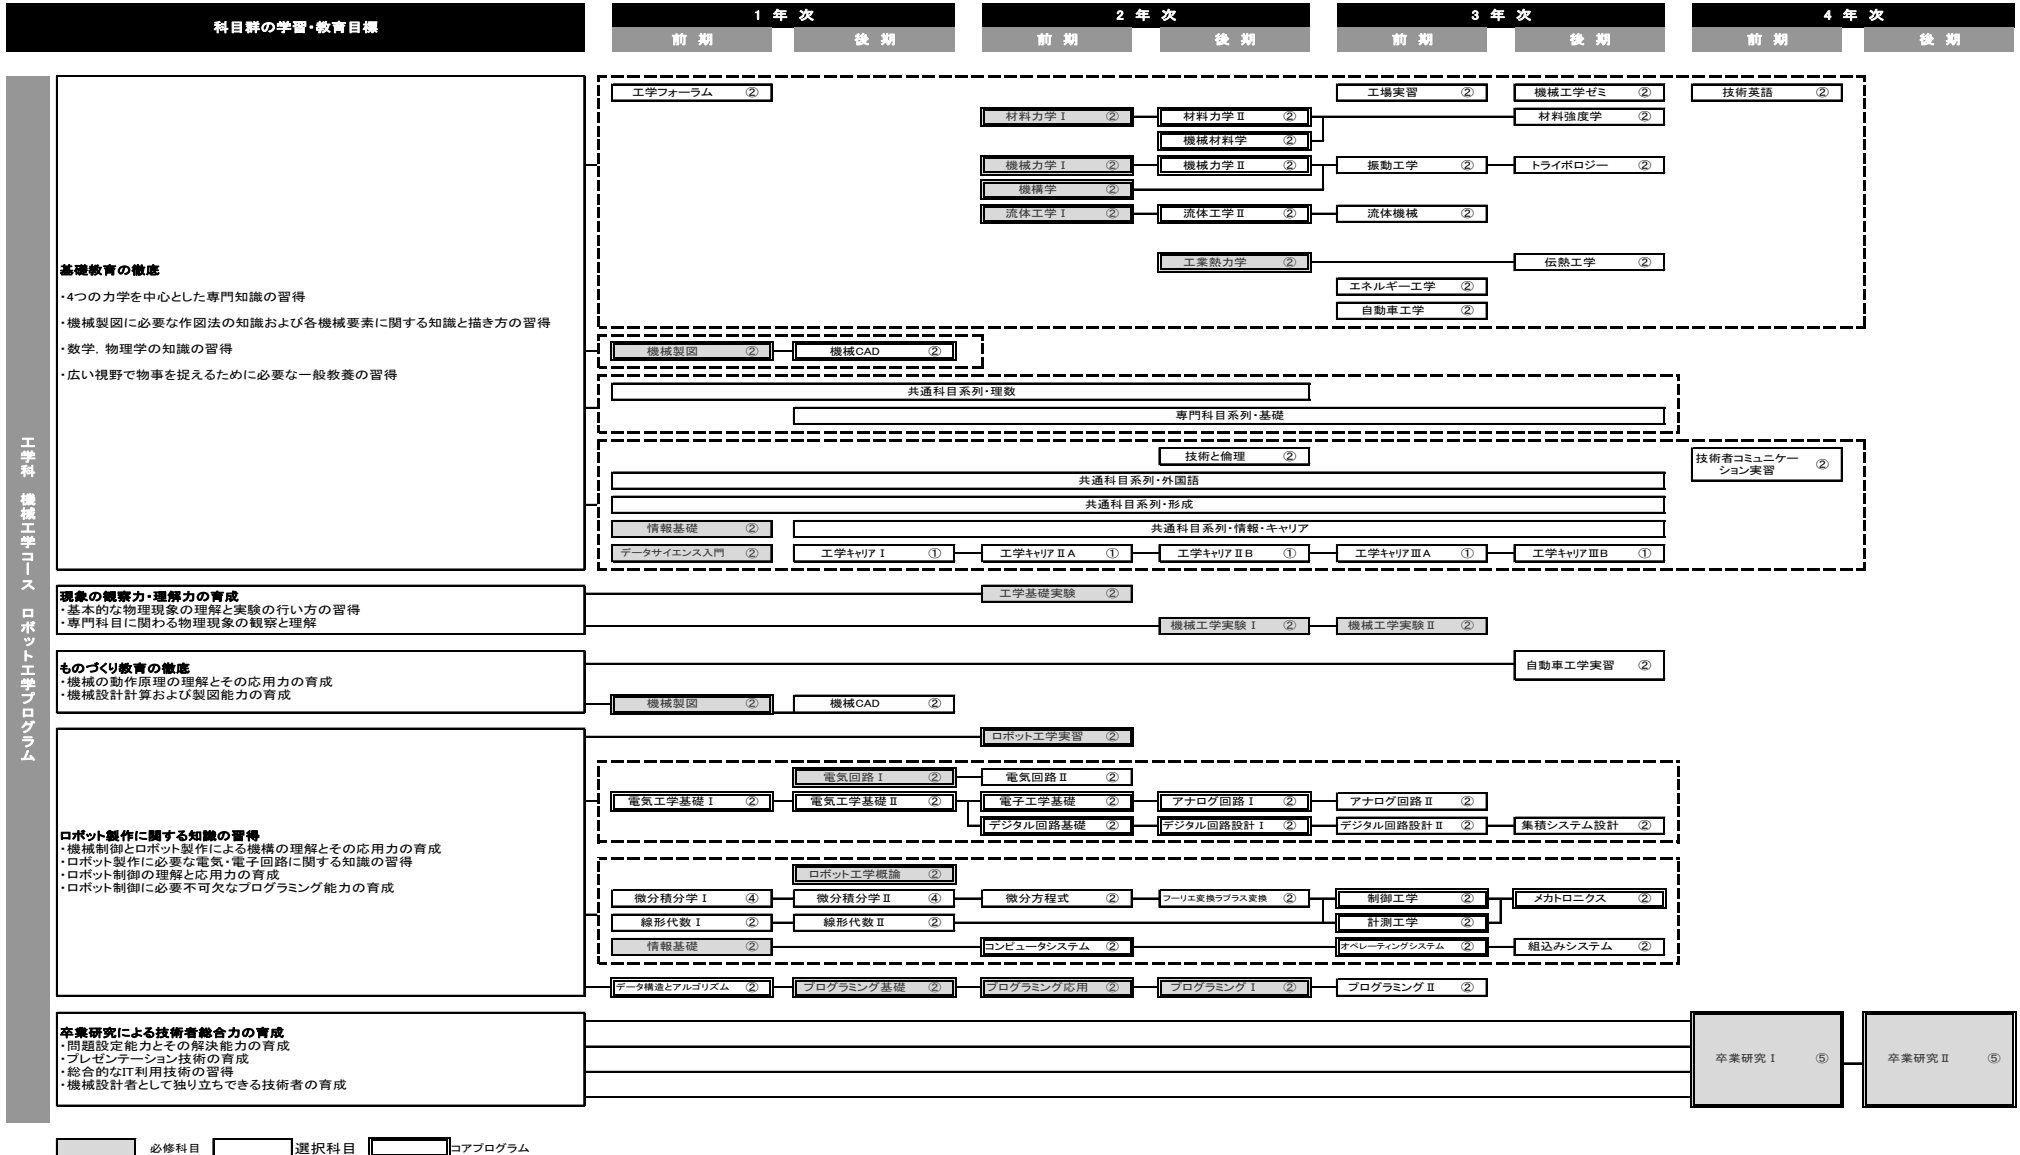 科目群の学習・教育目標
1 年 次
2 年 次
3 年 次
4 年 次
前 期
後 期
前 期
後 期
前 期
後 期
前 期
後 期
工学科 機械工学コース ロボット工学プログラム
基礎教育の徹底
・4つの力学を中心とした専門知識の習得
・機械製図に必要な作図法の知識および各機械要素に関する知識と描き方の習得
・数学，物理学の知識の習得
・広い視野で物事を捉えるために必要な一般教養の習得
工学フォーラム ②
工場実習 ②
機械工学ゼミ ②
技術英語 ②
材料力学Ⅰ ②
材料力学Ⅱ ②
材料強度学 ②
機械材料学 ②
機械力学Ⅰ ②
機械力学Ⅱ ②
振動工学 ②
トライボロジー ②
機構学 ②
流体工学Ⅰ ②
流体工学Ⅱ ②
流体機械 ②
工業熱力学 ②
伝熱工学 ②
エネルギー工学 ②
自動車工学 ②
機械製図 ②
機械CAD ②
共通科目系列・理数
専門科目系列・基礎
技術と倫理 ②
技術者コミュニケー
ション実習 ②
共通科目系列・外国語
共通科目系列・形成
情報基礎 ②
共通科目系列・情報・キャリア
データサイエンス入門 ②
工学キャリアⅠ ①
工学キャリアⅡA ①
工学キャリアⅡB ①
工学キャリアⅢA ①
工学キャリアⅢB ①
現象の観察力・理解力の育成
・基本的な物理現象の理解と実験の行い方の習得
・専門科目に関わる物理現象の観察と理解
工学基礎実験 ②
機械工学実験Ⅰ ②
機械工学実験Ⅱ ②
ものづくり教育の徹底
・機械の動作原理の理解とその応用力の育成
・機械設計計算および製図能力の育成
自動車工学実習 ②
機械製図 ②
機械CAD ②
ロボット製作に関する知識の習得
・機械制御とロボット製作による機構の理解とその応用力の育成
・ロボット製作に必要な電気・電子回路に関する知識の習得
・ロボット制御の理解と応用力の育成
・ロボット制御に必要不可欠なプログラミング能力の育成
ロボット工学実習 ②
電気回路Ⅰ ②
電気回路Ⅱ ②
電気工学基礎Ⅰ ②
電気工学基礎Ⅱ ②
電子工学基礎 ②
アナログ回路Ⅰ ②
アナログ回路Ⅱ ②
デジタル回路基礎 ②
デジタル回路設計Ⅰ ②
デジタル回路設計Ⅱ ②
集積システム設計 ②
ロボット工学概論 ②
微分積分学Ⅰ ④
微分積分学Ⅱ ④
微分方程式 ②
フーリエ変換ラプラス変換 ②
制御工学 ②
メカトロニクス ②
線形代数Ⅰ ②
線形代数Ⅱ ②
計測工学 ②
情報基礎 ②
コンピュータシステム ②
オペレーティングシステム ②
組込みシステム ②
データ構造とアルゴリズム ②
プログラミング基礎 ②
プログラミング応用 ②
プログラミングⅠ ②
プログラミングⅡ ②
卒業研究による技術者総合力の育成
・問題設定能力とその解決能力の育成
・プレゼンテーション技術の育成
・総合的なIT利用技術の習得
・機械設計者として独り立ちできる技術者の育成
卒業研究Ⅰ ⑤
卒業研究Ⅱ ⑤
必修科目
選択科目
コアプログラム